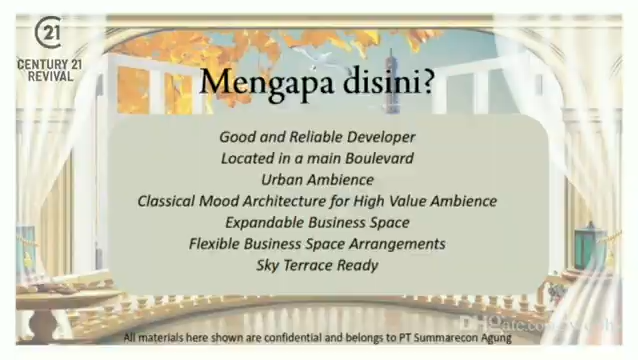 21
CENTURY 21
REVIVAL
Mengapa disini?
Good and Reliable Developer
Located in a main Boulevard
Urban Ambience
Classical Mood Architecture for High Value Ambience
Expandable Business Space
Flexible Business Space Arrangements
Sky Terrace Ready
All materials here shown are confidential and belongs to PT Summarecon Agung